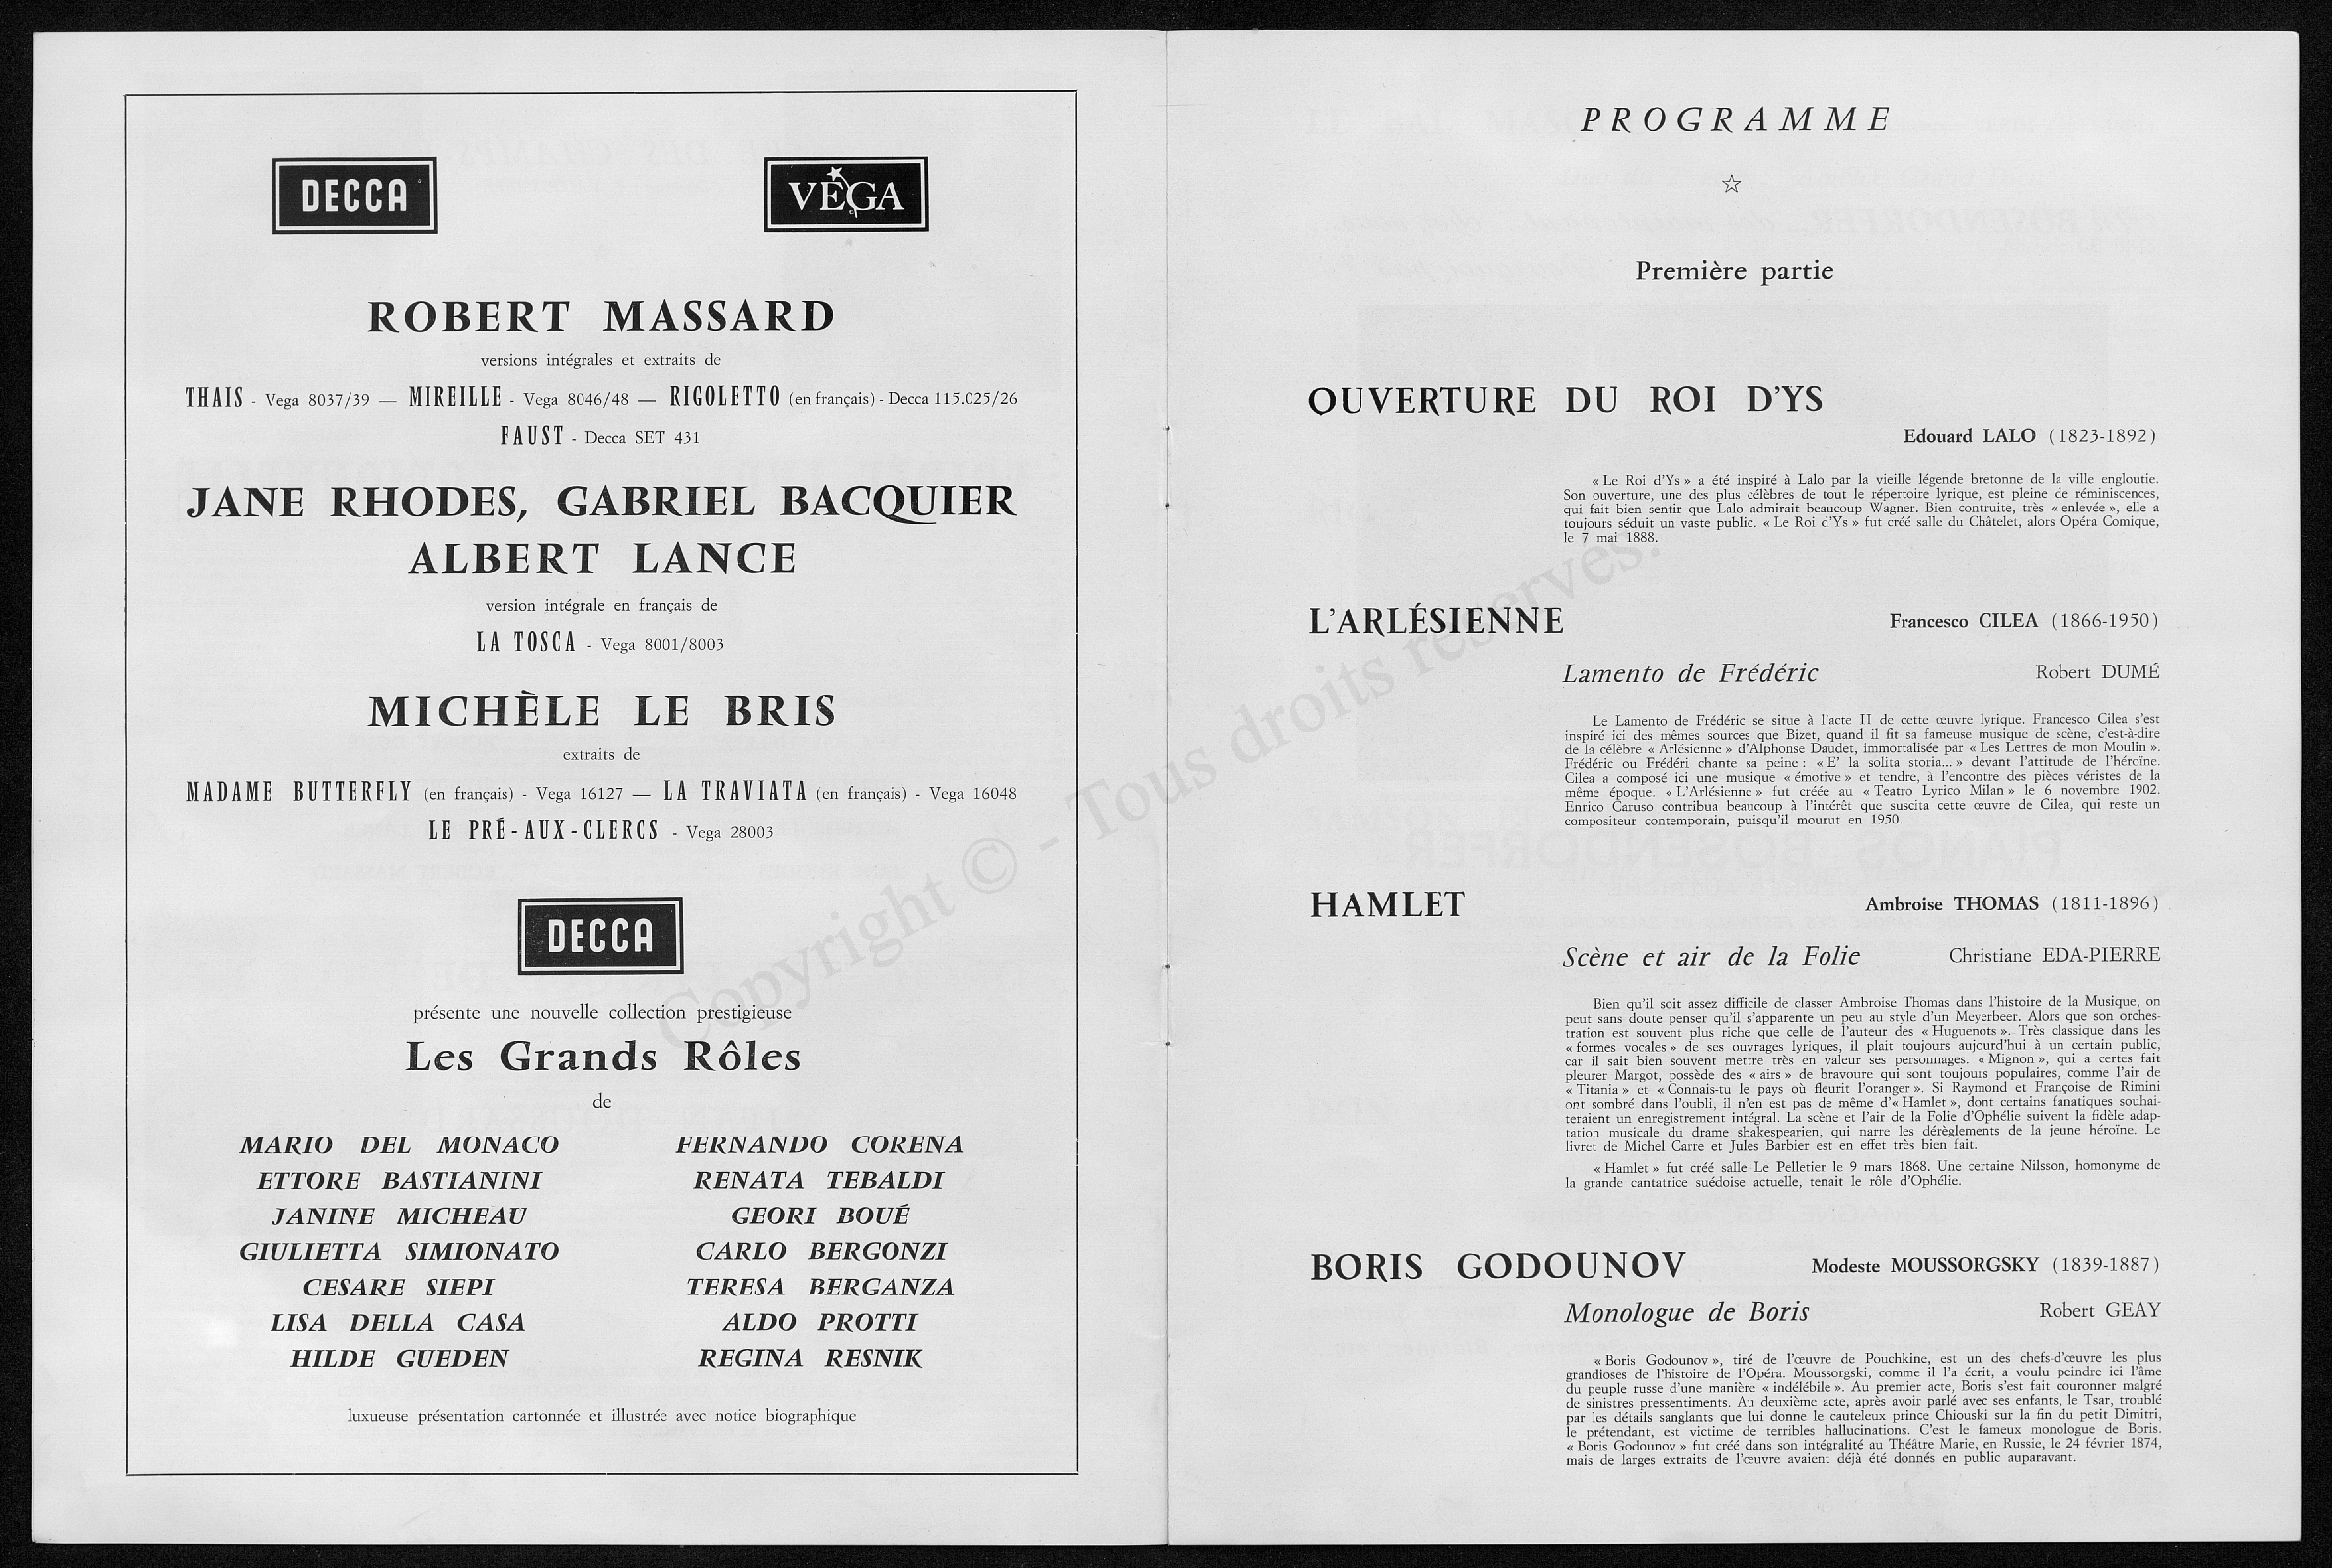 DECCA
VÉGA
ROBERT MASSARD
versions intégrales et extraits de
THAIS - Vega 8037/39 — MIREILLE - Vega 8046/48 — RIGOLETTO (en français) - Decca 115.025/26
FAUST - Decca SET 431
JANE RHODES, GABRIEL BACQUIER
ALBERT LANCE
version intégrale en français de
LA TOSCA - Vega 8001/8003
MICHÈLE LE BRIS
extraits de
MADAME BUTTERFLY (en français) - Vega 16127 — LA TRAVIATA (en français) - Vega 16048
LE PRÉ-AUX-CLERCS - Vega 28003
DECCA
présente une nouvelle collection prestigieuse
Les Grands Rôles
de
MARIO DEL MONACO
ETTORE BASTIANINI
JANINE MICHEAU
GIULIETTA SIMIONATO
CESARE SIEPI
LISA DELLA CASA
HILDE GUEDEN
FERNANDO CORENA
RENATA TEBALDI
GEORI BOUÉ
CARLO BERGONZI
TERESA BERGANZA
ALDO PROTTI
REGINA RESNIK
luxueuse présentation cartonnée et illustrée avec notice biographique
Copyright © - Tous droits réservés.
PROGRAMME
☆
Première partie
OUVERTURE DU ROI D'YS
Edouard LALO (1823-1892)
« Le Roi d'Ys » a été inspiré à Lalo par la vieille légende bretonne de la ville engloutie.
Son ouverture, une des plus célèbres de tout le répertoire lyrique, est pleine de réminiscences,
qui fait bien sentir que Lalo admirait beaucoup Wagner. Bien contruite, très « enlevée », elle a
toujours séduit un vaste public. « Le Roi d'Ys » fut créé salle du Châtelet, alors Opéra Comique,
le 7 mai 1888.
L'ARLÉSIENNE
Francesco CILEA (1866-1950)
Lamento de Frédéric
Robert DUMÉ
Le Lamento de Frédéric se situe à l'acte II de cette œuvre lyrique. Francesco Cilea s'est
inspiré ici des mêmes sources que Bizet, quand il fit sa fameuse musique de scène, c'est-à-dire
de la célèbre « Arlésienne » d'Alphonse Daudet, immortalisée par « Les Lettres de mon Moulin ».
Frédéric ou Frédéri chante sa peine : « E' la solita storia... » devant l'attitude de l'héroïne.
Cilea a composé ici une musique « émotive » et tendre, à l'encontre des pièces véristes de la
même époque. « L'Arlésienne » fut créée au « Teatro Lyrico Milan » le 6 novembre 1902.
Enrico Caruso contribua beaucoup à l'intérêt que suscita cette œuvre de Cilea, qui reste un
compositeur contemporain, puisqu'il mourut en 1950.
HAMLET
Ambroise THOMAS (1811-1896)
Scène et air de la Folie
Christiane EDA-PIERRE
Bien qu'il soit assez difficile de classer Ambroise Thomas dans l'histoire de la Musique, on
peut sans doute penser qu'il s'apparente un peu au style d'un Meyerbeer. Alors que son orches-
tration est souvent plus riche que celle de l'auteur des « Huguenots ». Très classique dans les
« formes vocales » de ses ouvrages lyriques, il plait toujours aujourd'hui à un certain public,
car il sait bien souvent mettre très en valeur ses personnages. « Mignon », qui a certes fait
pleurer Margot, possède des « airs » de bravoure qui sont toujours populaires, comme l'air de
« Titania » et « Connais-tu le pays où fleurit l'oranger ». Si Raymond et Françoise de Rimini
ont sombré dans l'oubli, il n'en est pas de même d'« Hamlet », dont certains fanatiques souhai-
teraient un enregistrement intégral. La scène et l'air de la Folie d'Ophélie suivent la fidèle adap-
tation musicale du drame shakespearien, qui narre les dérèglements de la jeune héroïne. Le
livret de Michel Carre et Jules Barbier est en effet très bien fait.
« Hamlet » fut créé salle Le Pelletier le 9 mars 1868. Une certaine Nilsson, homonyme de
la grande cantatrice suédoise actuelle, tenait le rôle d'Ophélie.
BORIS GODOUNOV
Modeste MOUSSORGSKY (1839-1887)
Monologue de Boris
Robert GEAY
« Boris Godounov », tiré de l'œuvre de Pouchkine, est un des chefs-d'œuvre les plus
grandioses de l'histoire de l'Opéra. Moussorgski, comme il l'a écrit, a voulu peindre ici l'âme
du peuple russe d'une manière « indélébile ». Au premier acte, Boris s'est fait couronner malgré
de sinistres pressentiments. Au deuxième acte, après avoir parlé avec ses enfants, le Tsar, troublé
par les détails sanglants que lui donne le cauteleux prince Chiouski sur la fin du petit Dimitri,
le prétendant, est victime de terribles hallucinations. C'est le fameux monologue de Boris.
« Boris Godounov » fut créé dans son intégralité au Théâtre Marie, en Russie, le 24 février 1874,
mais de larges extraits de l'œuvre avaient déjà été donnés en public auparavant.